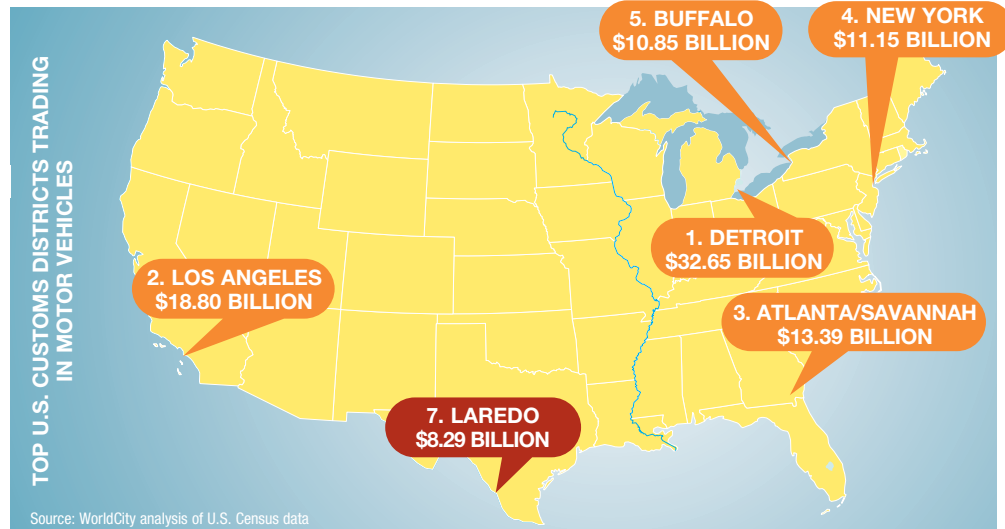 TOP U.S. CUSTOMS DISTRICTS TRADING
IN MOTOR VEHICLES
5. BUFFALO
$10.85 BILLION
4. NEW YORK
$11.15 BILLION
1. DETROIT
$32.65 BILLION
2. LOS ANGELES
$18.80 BILLION
3. ATLANTA/SAVANNAH
$13.39 BILLION
7. LAREDO
$8.29 BILLION
Source: WorldCity analysis of U.S. Census data